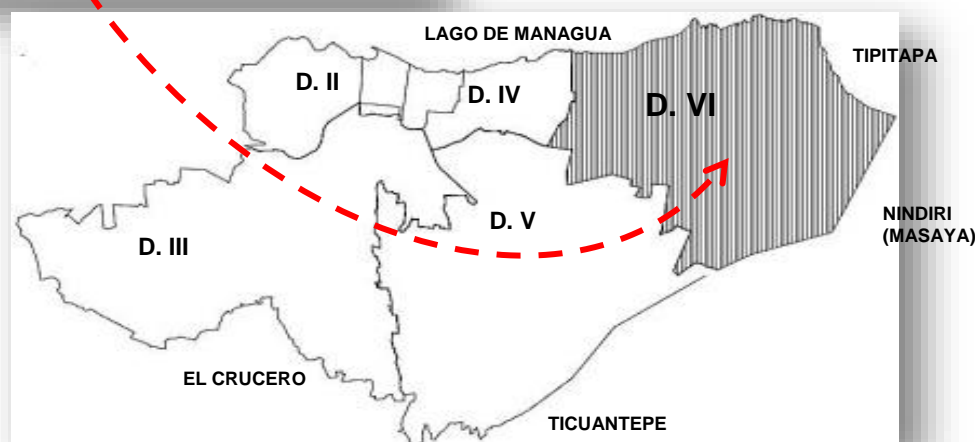 LAGO DE MANAGUA
TIPITAPA
D. II
D. IV
D. VI
D. V
NINDIRI
(MASAYA)
D. III
EL CRUCERO
TICUANTEPE